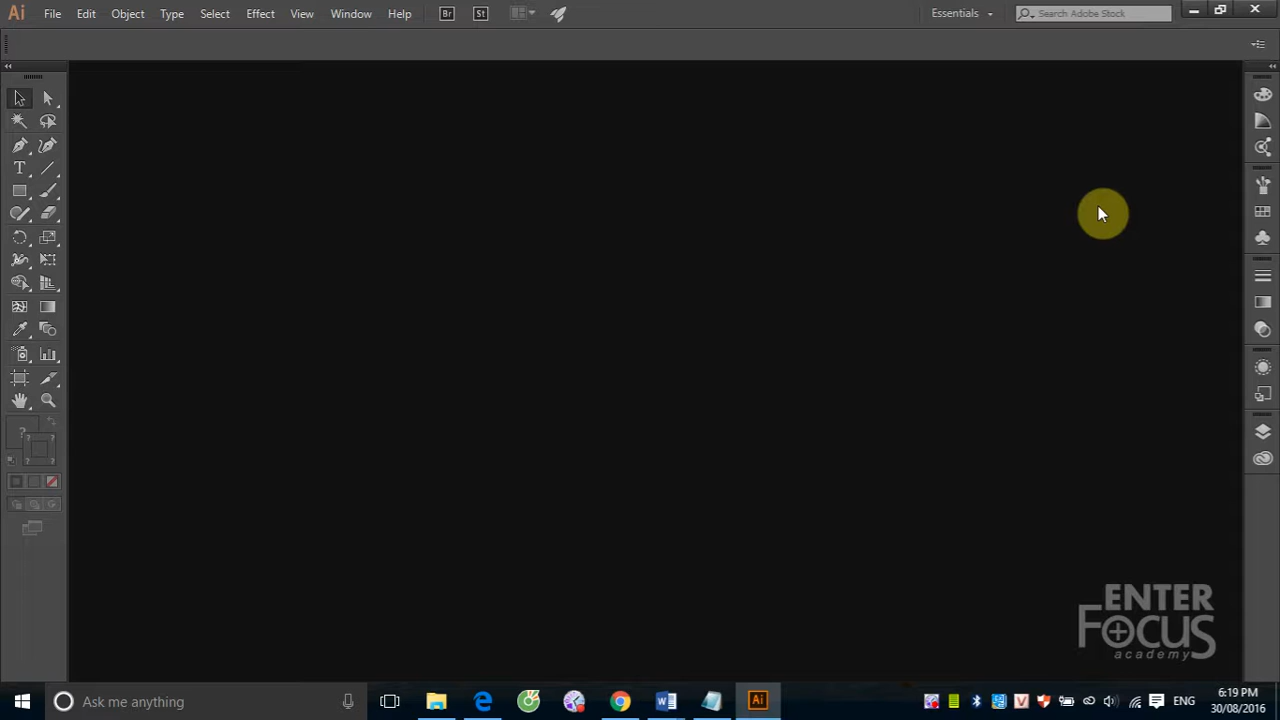 Ai File Edit Object Type Select Effect View Window Help Br St Essentials Search Adobe Stock
T
?
? ?
? ?
ENTER
FOCUS
academy
Ask me anything
Ai
V
ENG
6:19 PM
30/08/2016